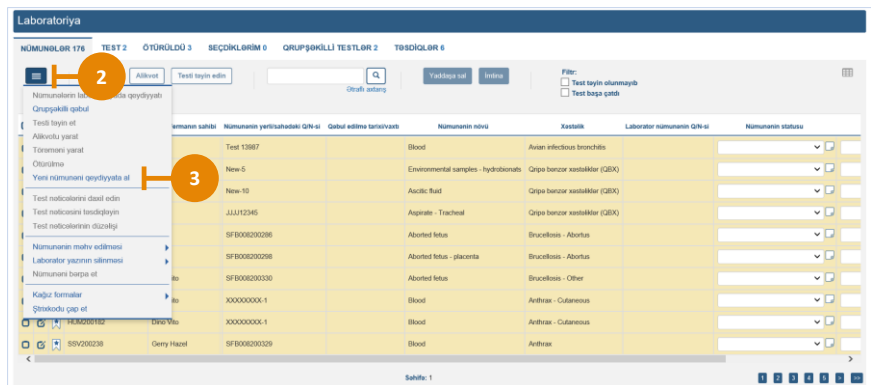 Laboratoriya
NÜMUNƏLƏR 176 TEST 2 ÖTÜRÜLDÜ 3 SEÇDİKLƏRİM 0 QRUPŞƏKİLLİ TESTLƏR 2 TƏSDİQLƏR 6
2 Alikvot Testi təyin edin Ətraflı axtarış Yaddaşa sal İmtina Filtr:
Test təyin olunmayıb
Test başa çatdı
Nümunələrin qeydiyyatı
Qrupşəkilli qəbul
Testi təyin et
Alikvotu yarat
Törəməni yarat
Ötürülmə
Yeni nümunəni qeydiyyata al 3
Test nəticələrini daxil edin
Test nəticəsini təsdiqləyin
Test nəticələrinin düzəlişi
Nümunənin məhv edilməsi
Laborator yazının silinməsi
Nümunəni bərpa et
Kağız formalar
Ştrixkodu çap et
Fermanın sahibi Nümunənin yerli/sahədəki Q/N-si Qəbul edilmə tarixi/vaxtı Nümunənin növü Xəstəlik Laborator nümunənin Q/N-si Nümunənin statusu
Test 13987 Blood Avian infectious bronchitis
New-5 Environmental samples - hydrobionats Qripə bənzər xəstəliklər (QBX)
New-10 Ascitic fluid Qripə bənzər xəstəliklər (QBX)
JJJJ12345 Aspirate - Tracheal Qripə bənzər xəstəliklər (QBX)
SFB008200286 Aborted fetus Brucellosis - Abortus
SFB008200298 Aborted fetus - placenta Brucellosis - Abortus
SFB008200330 Aborted fetus Brucellosis - Other
XXXXXXXX-1 Blood Anthrax - Cutaneous
HUM200182 Dino Vito XXXXXXXX-1 Blood Anthrax - Cutaneous
SSV200238 Gerry Hazel SFB008200329 Blood Anthrax
Səhifə: 1 1 2 3 4 5 > >>